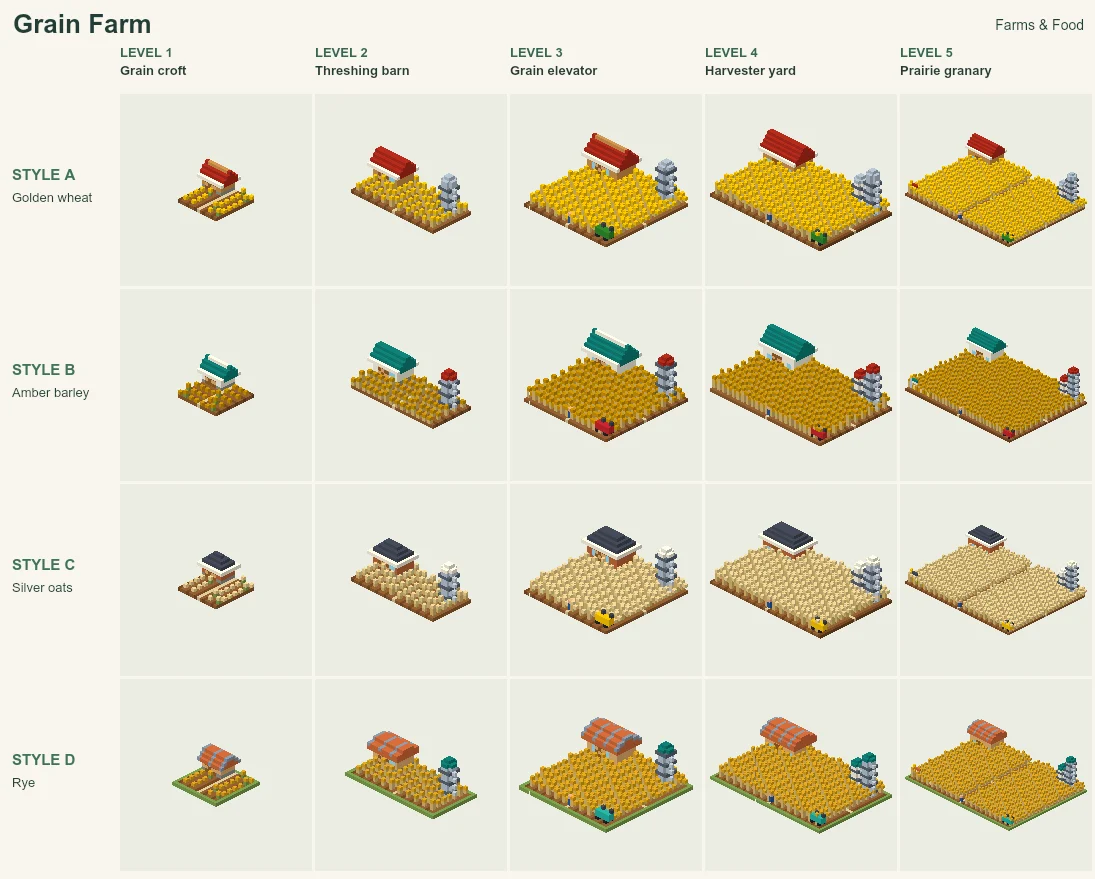 Grain Farm
Farms & Food
LEVEL 1
Grain croft
LEVEL 2
Threshing barn
LEVEL 3
Grain elevator
LEVEL 4
Harvester yard
LEVEL 5
Prairie granary
STYLE A
Golden wheat
STYLE B
Amber barley
STYLE C
Silver oats
STYLE D
Rye